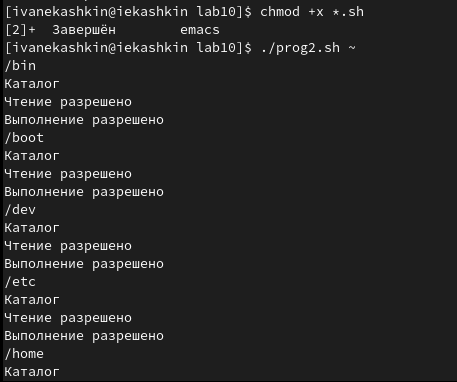 [ivanekashkin@iekashkin lab10]$ chmod +x *.sh
[2]+  Завершён        emacs
[ivanekashkin@iekashkin lab10]$ ./prog2.sh ~
/bin
Каталог
Чтение разрешено
Выполнение разрешено
/boot
Каталог
Чтение разрешено
Выполнение разрешено
/dev
Каталог
Чтение разрешено
Выполнение разрешено
/etc
Каталог
Чтение разрешено
Выполнение разрешено
/home
Каталог